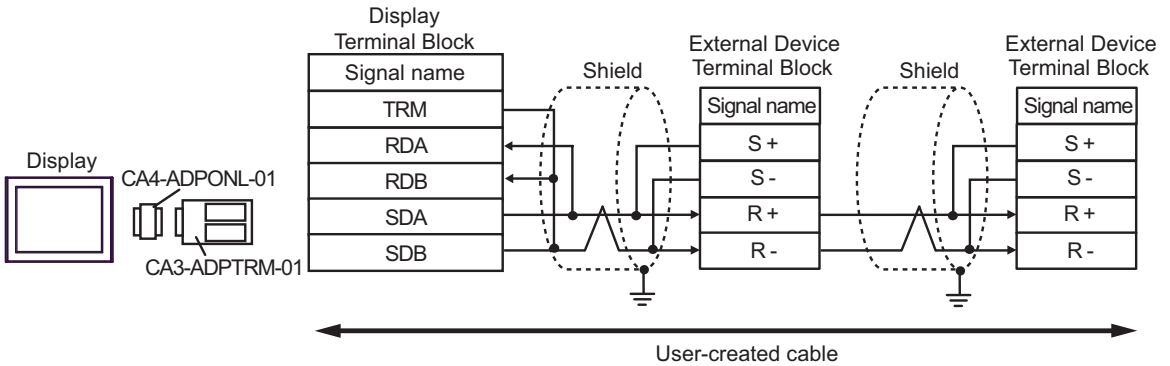 Display
Terminal Block
Signal name
TRM
RDA
RDB
SDA
SDB
Shield
External Device
Terminal Block
Signal name
S +
S -
R +
R -
Shield
External Device
Terminal Block
Signal name
S +
S -
R +
R -
Display
CA4-ADPONL-01
CA3-ADPTRM-01
User-created cable